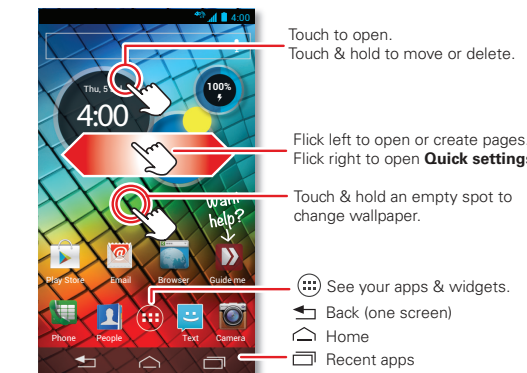 4:00
Touch to open.
Touch & hold to move or delete.
Thu, 5
100%
4:00
Flick left to open or create pages
Flick right to open Quick settings
Touch & hold an empty spot to
change wallpaper.
Want
help?
Play Store Email Browser Guide me
See your apps & widgets.
Back (one screen)
Phone People Text Camera
Home
Recent apps